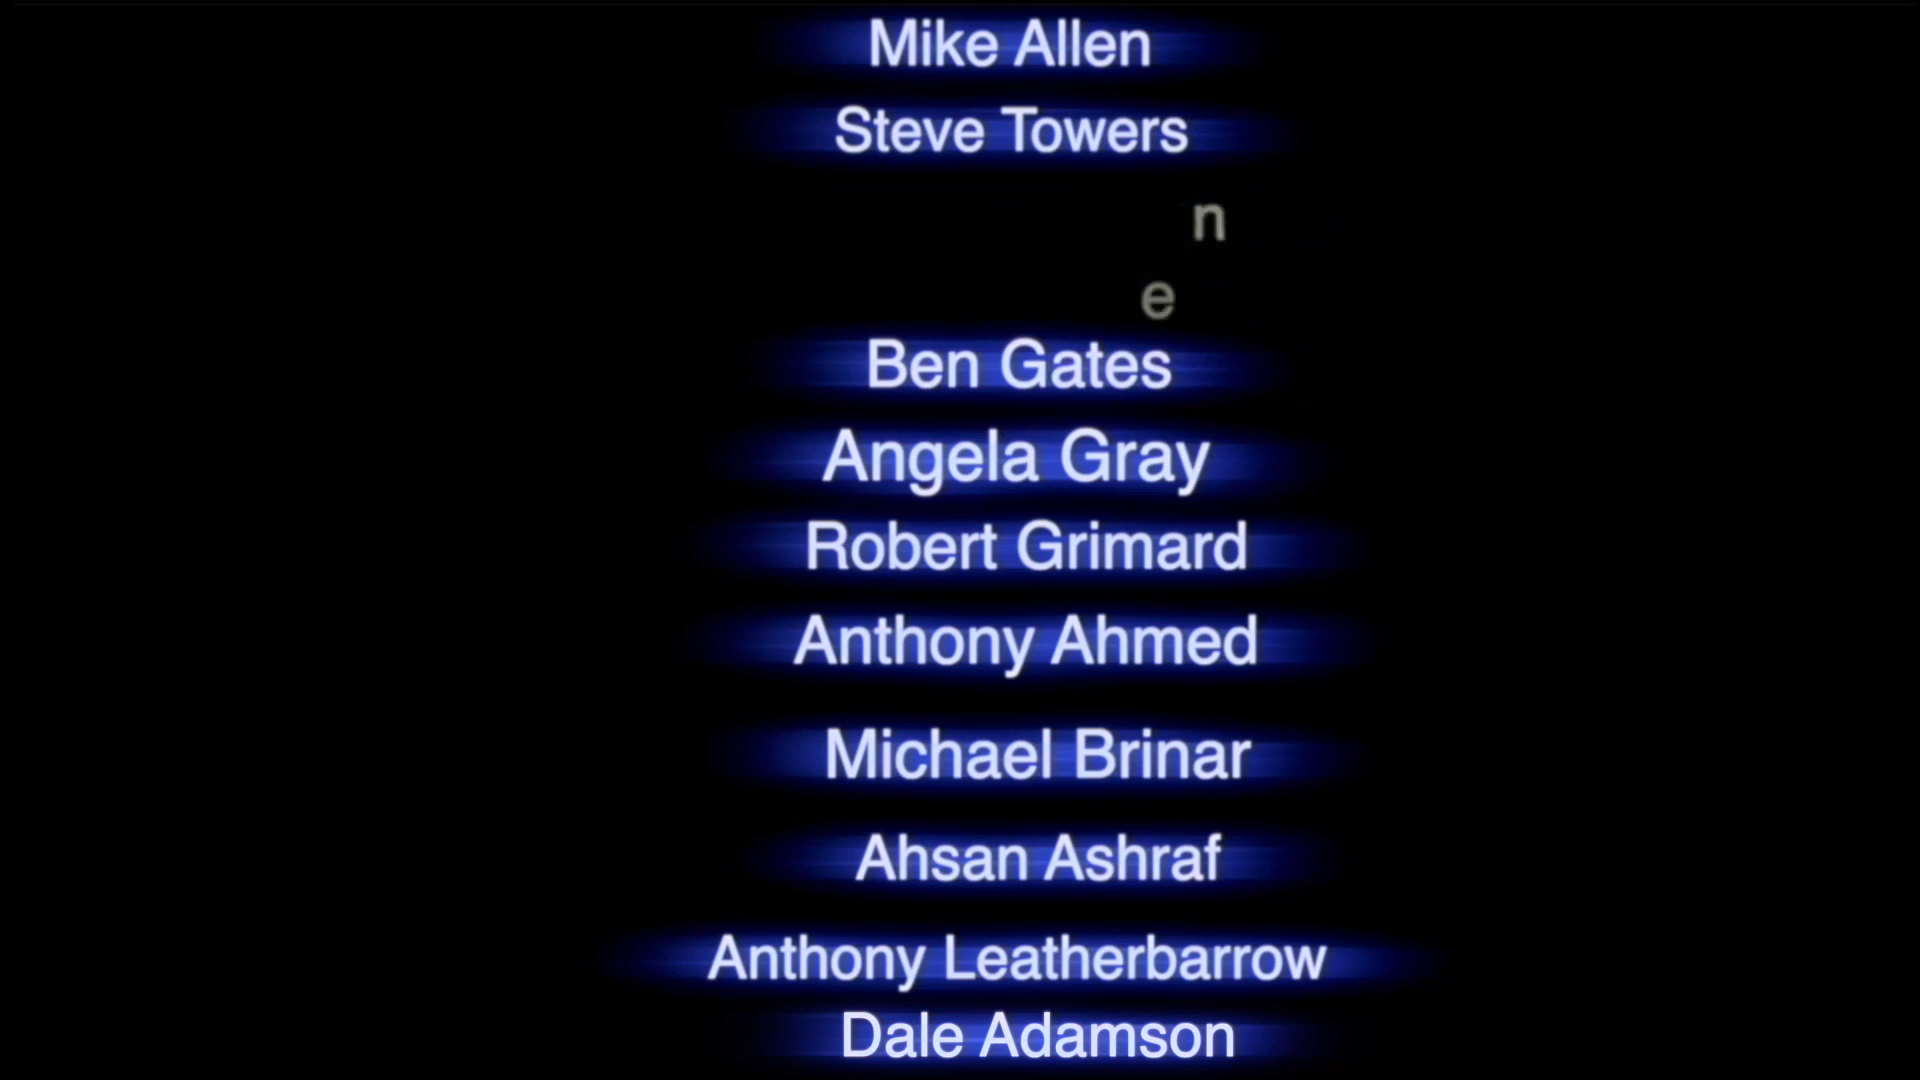 Mike Allen
Steve Towers
n
e
Ben Gates
Angela Gray
Robert Grimard
Anthony Ahmed
Michael Brinar
Ahsan Ashraf
Anthony Leatherbarrow
Dale Adamson